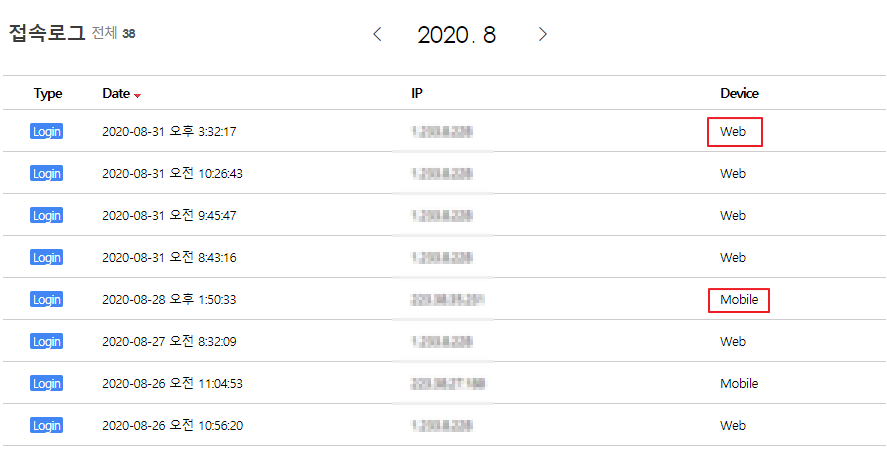 접속로그 전체 38
2020. 8
Type Date IP Device
Login 2020-08-31 오후 3:32:17 Web
Login 2020-08-31 오전 10:26:43 Web
Login 2020-08-31 오전 9:45:47 Web
Login 2020-08-31 오전 8:43:16 Web
Login 2020-08-28 오후 1:50:33 Mobile
Login 2020-08-27 오전 8:32:09 Web
Login 2020-08-26 오전 11:04:53 Mobile
Login 2020-08-26 오전 10:56:20 Web